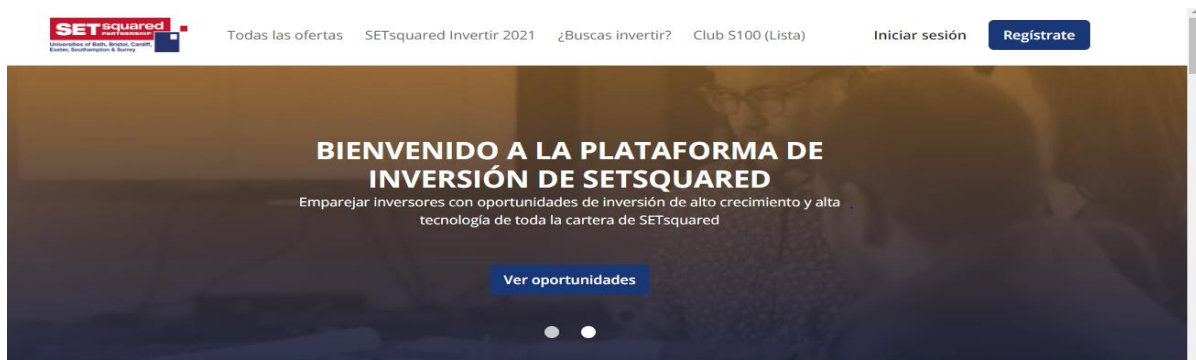 SETsquared
PARTNERSHIP
Universities of Bath, Bristol, Cardiff,
Exeter, Southampton & Surrey
Todas las ofertas
SETsquared Invertir 2021
¿Buscas invertir?
Club S100 (Lista)
Iniciar sesión
Regístrate
BIENVENIDO A LA PLATAFORMA DE
INVERSIÓN DE SETSQUARED
Emparejar inversores con oportunidades de inversión de alto crecimiento y alta
tecnología de toda la cartera de SETsquared
Ver oportunidades